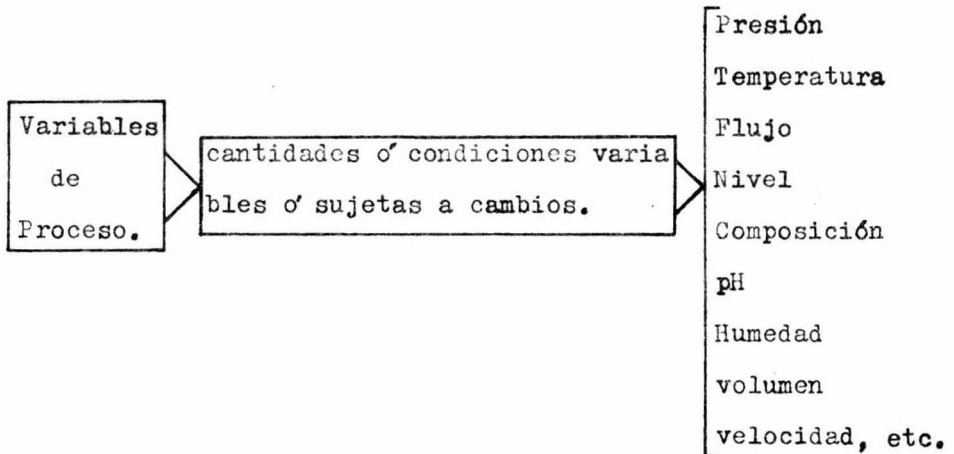 Variables
de
Proceso.
cantidades ó condiciones varia
bles ó sujetas a cambios.
Presión
Temperatura
Flujo
Nivel
Composición
pH
Humedad
volumen
velocidad, etc.